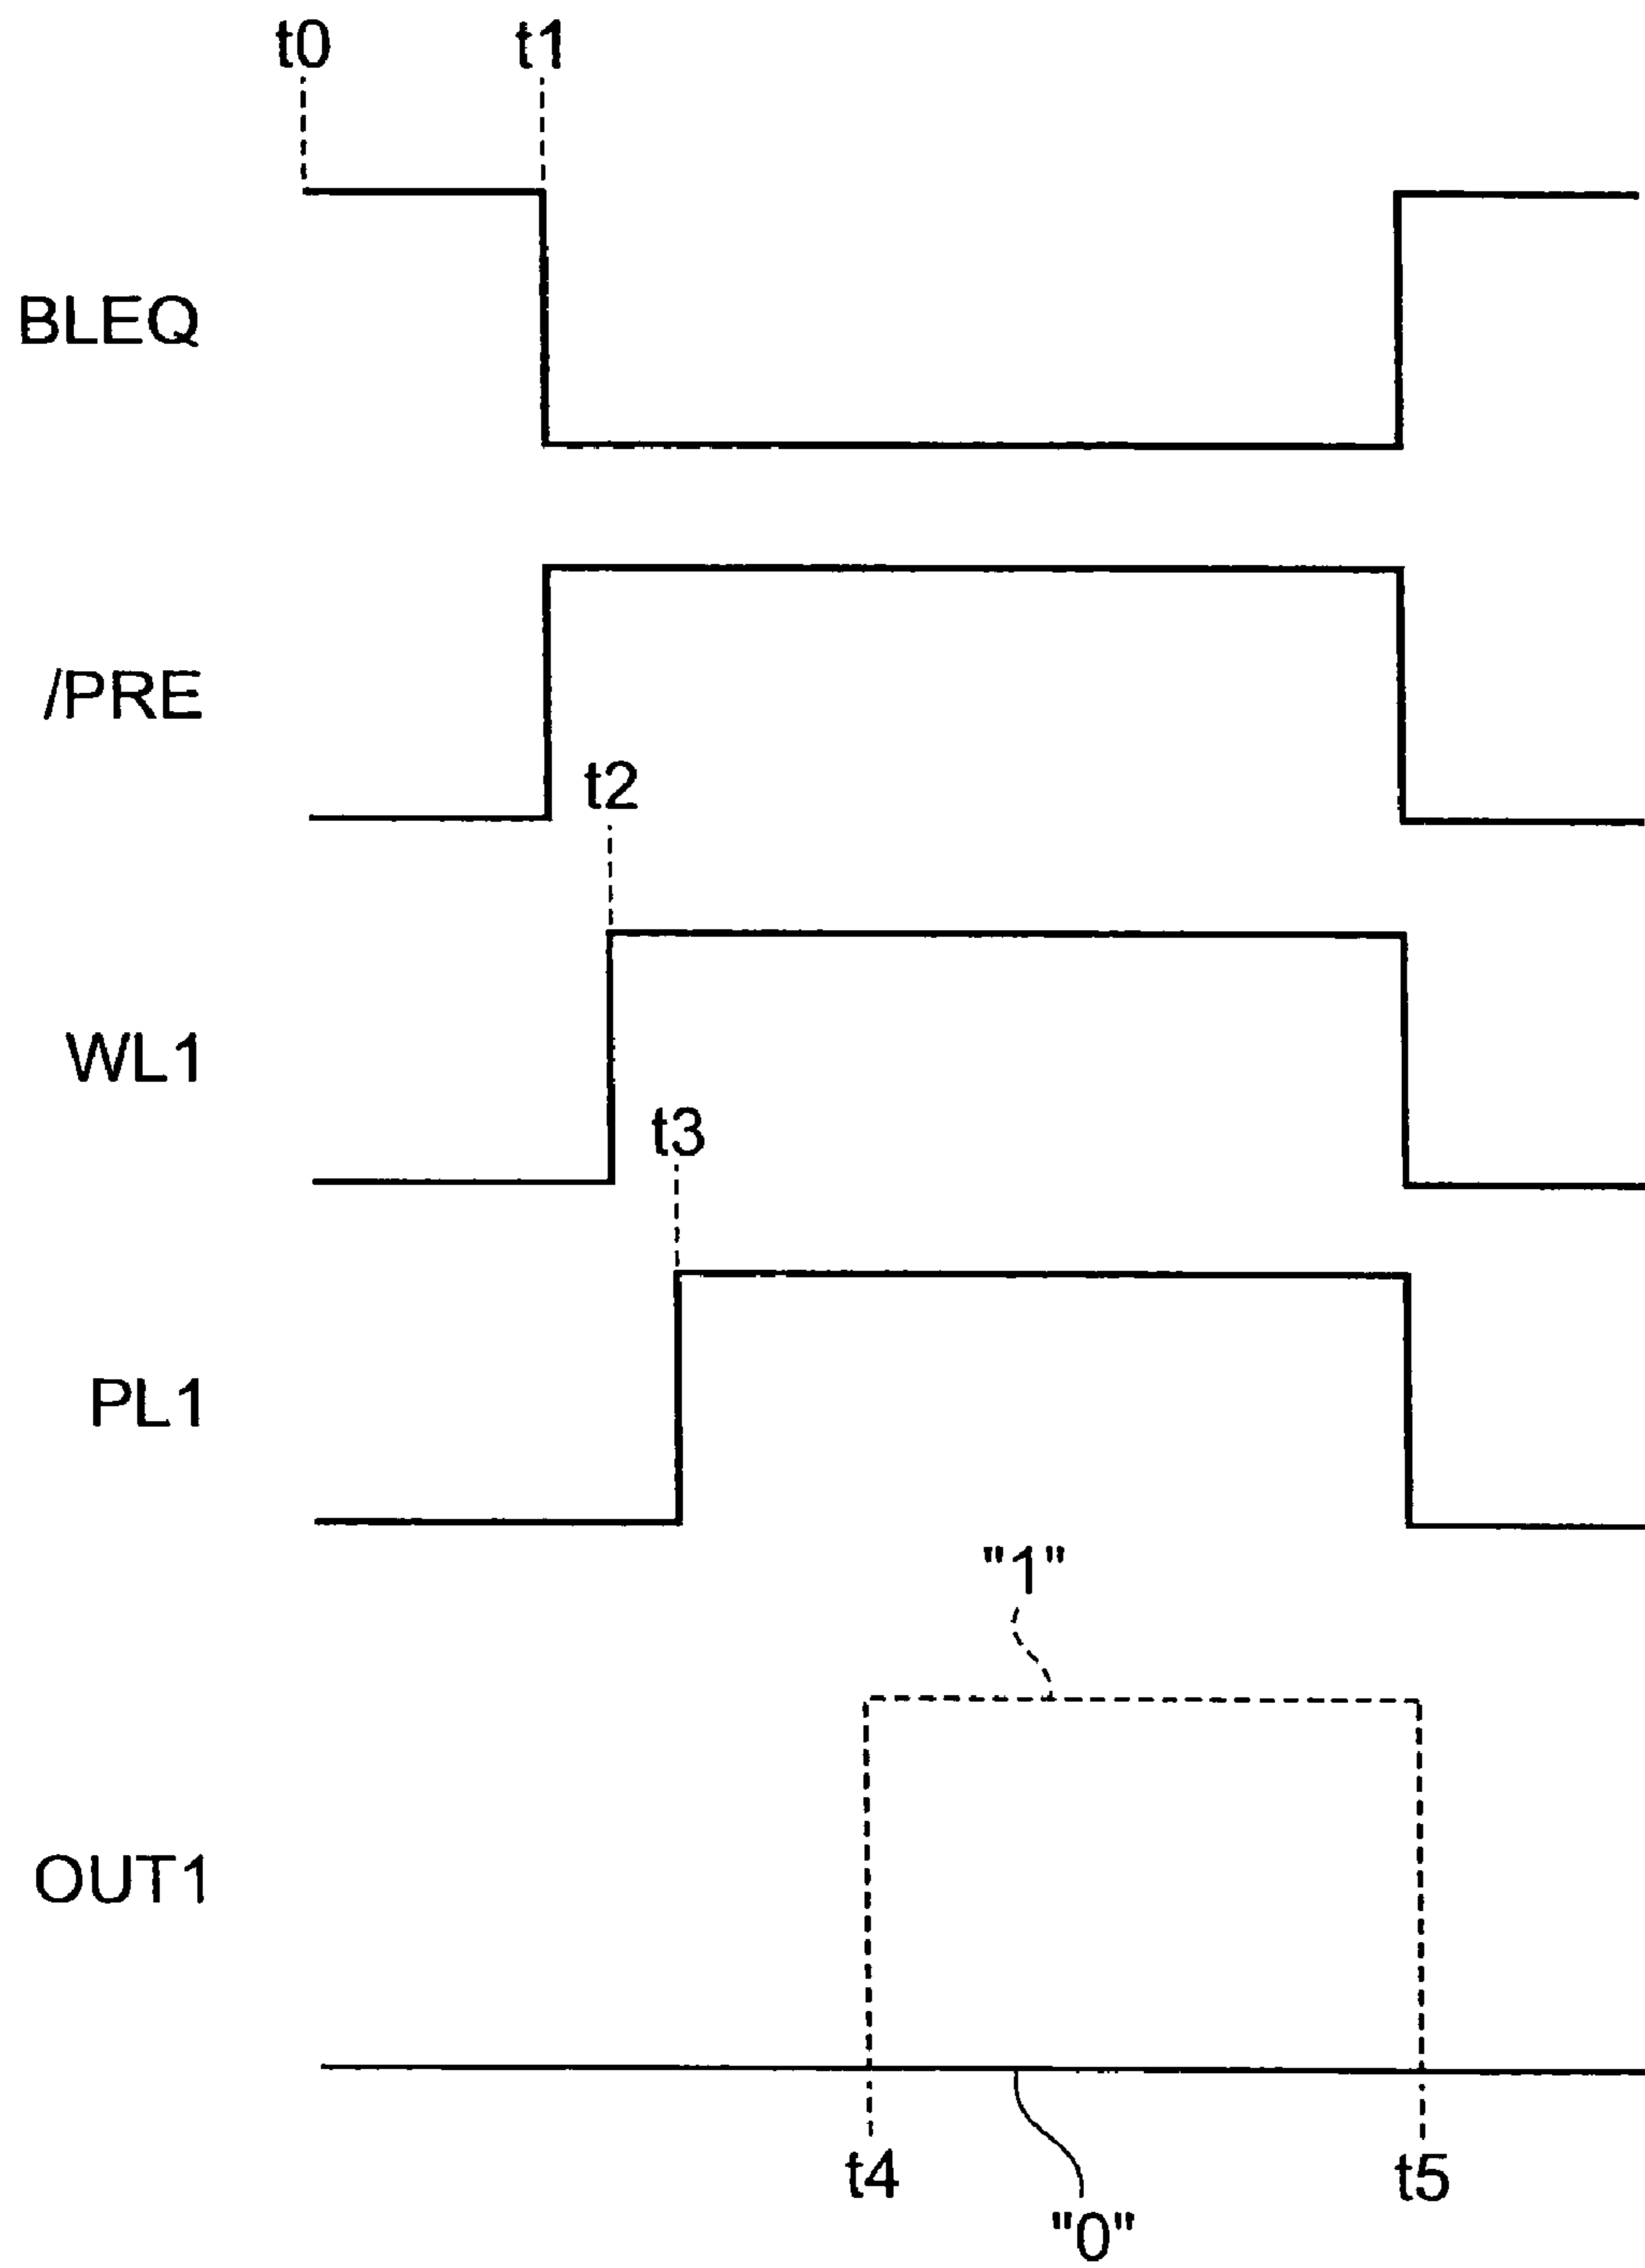 t0 t1
BLEQ
/PRE
t2
WL1
t3
PL1
"1"
OUT1
t4 t5
"0"